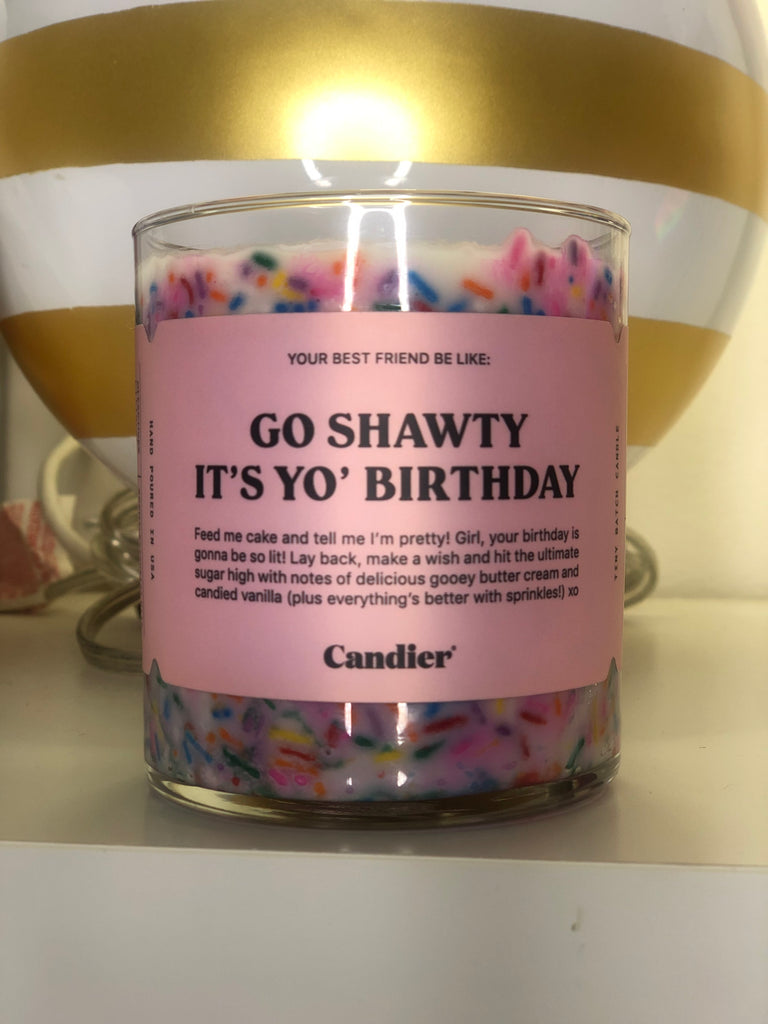 YOUR BEST FRIEND BE LIKE:
GO SHAWTY
IT'S YO' BIRTHDAY
Feed me cake and tell me I'm pretty! Girl, your birthday is
gonna be so lit! Lay back, make a wish and hit the ultimate
sugar high with notes of delicious gooey butter cream and
candied vanilla (plus everything's better with sprinkles!) xo
Candier®
HAND POURED IN USA
TINY BATCH CANDLE